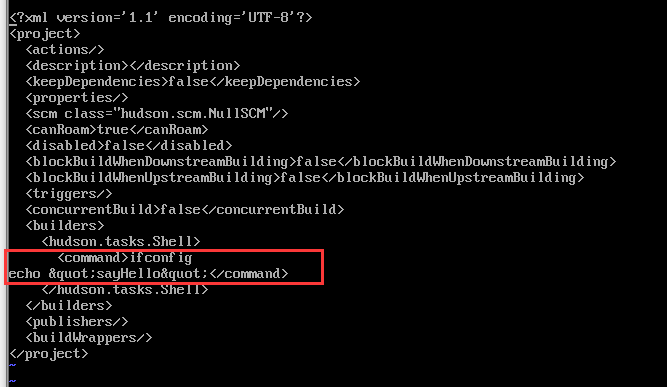 <?xml version='1.1' encoding='UTF-8'?>
<project>
  <actions/>
  <description></description>
  <keepDependencies>false</keepDependencies>
  <properties/>
  <scm class="hudson.scm.NullSCM"/>
  <canRoam>true</canRoam>
  <disabled>false</disabled>
  <blockBuildWhenDownstreamBuilding>false</blockBuildWhenDownstreamBuilding>
  <blockBuildWhenUpstreamBuilding>false</blockBuildWhenUpstreamBuilding>
  <triggers/>
  <concurrentBuild>false</concurrentBuild>
  <builders>
    <hudson.tasks.Shell>
      <command>ifconfig
echo &quot;sayHello&quot;</command>
    </hudson.tasks.Shell>
  </builders>
  <publishers/>
  <buildWrappers/>
</project>
~
~